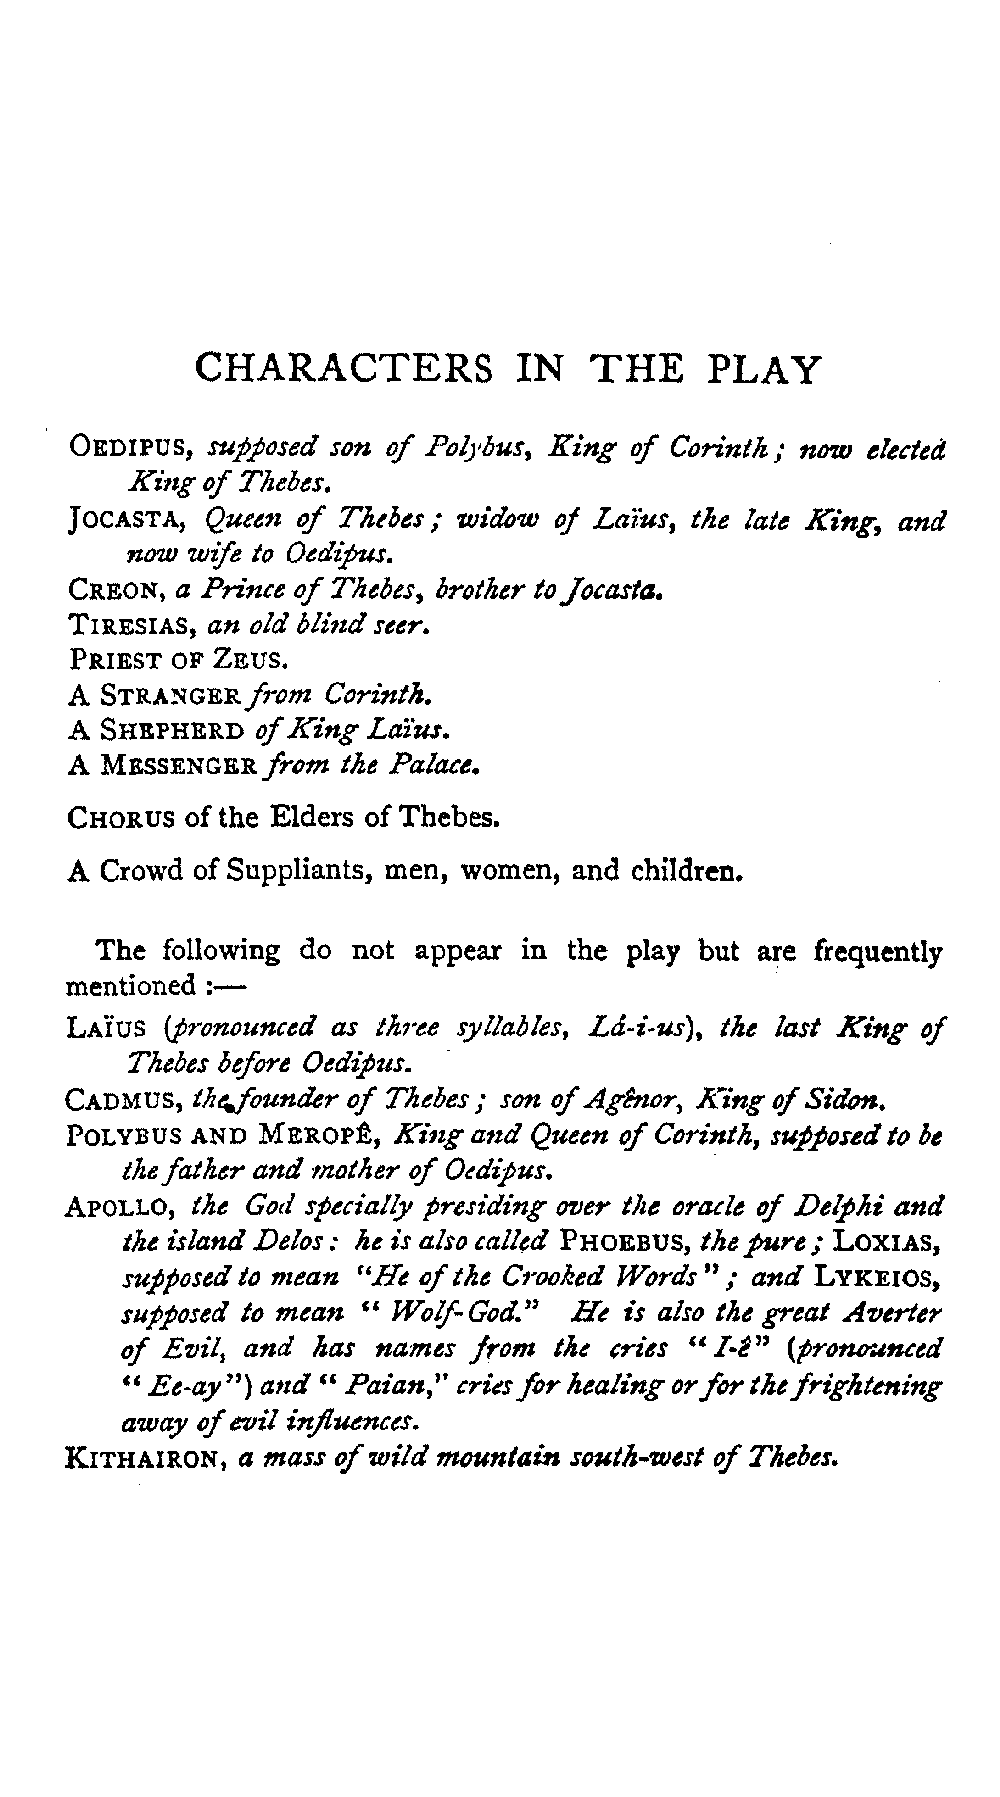 CHARACTERS IN THE PLAY
OEDIPUS, supposed son of Polybus, King of Corinth; now elected
King of Thebes.
JOCASTA, Queen of Thebes; widow of Laïus, the late King, and
now wife to Oedipus.
CREON, a Prince of Thebes, brother to Jocasta.
TIRESIAS, an old blind seer.
PRIEST OF ZEUS.
A STRANGER from Corinth.
A SHEPHERD of King Laïus.
A MESSENGER from the Palace.
CHORUS of the Elders of Thebes.
A Crowd of Suppliants, men, women, and children.
The following do not appear in the play but are frequently
mentioned :—
LAÏUS (pronounced as three syllables, Lá-i-us), the last King of
Thebes before Oedipus.
CADMUS, the founder of Thebes; son of Agênor, King of Sidon.
POLYBUS AND MEROPÊ, King and Queen of Corinth, supposed to be
the father and mother of Oedipus.
APOLLO, the God specially presiding over the oracle of Delphi and
the island Delos: he is also called PHOEBUS, the pure; LOXIAS,
supposed to mean "He of the Crooked Words"; and LYKEIOS,
supposed to mean "Wolf-God." He is also the great Averter
of Evil, and has names from the cries "I-ê" (pronounced
"Ee-ay") and "Paian," cries for healing or for the frightening
away of evil influences.
KITHAIRON, a mass of wild mountain south-west of Thebes.